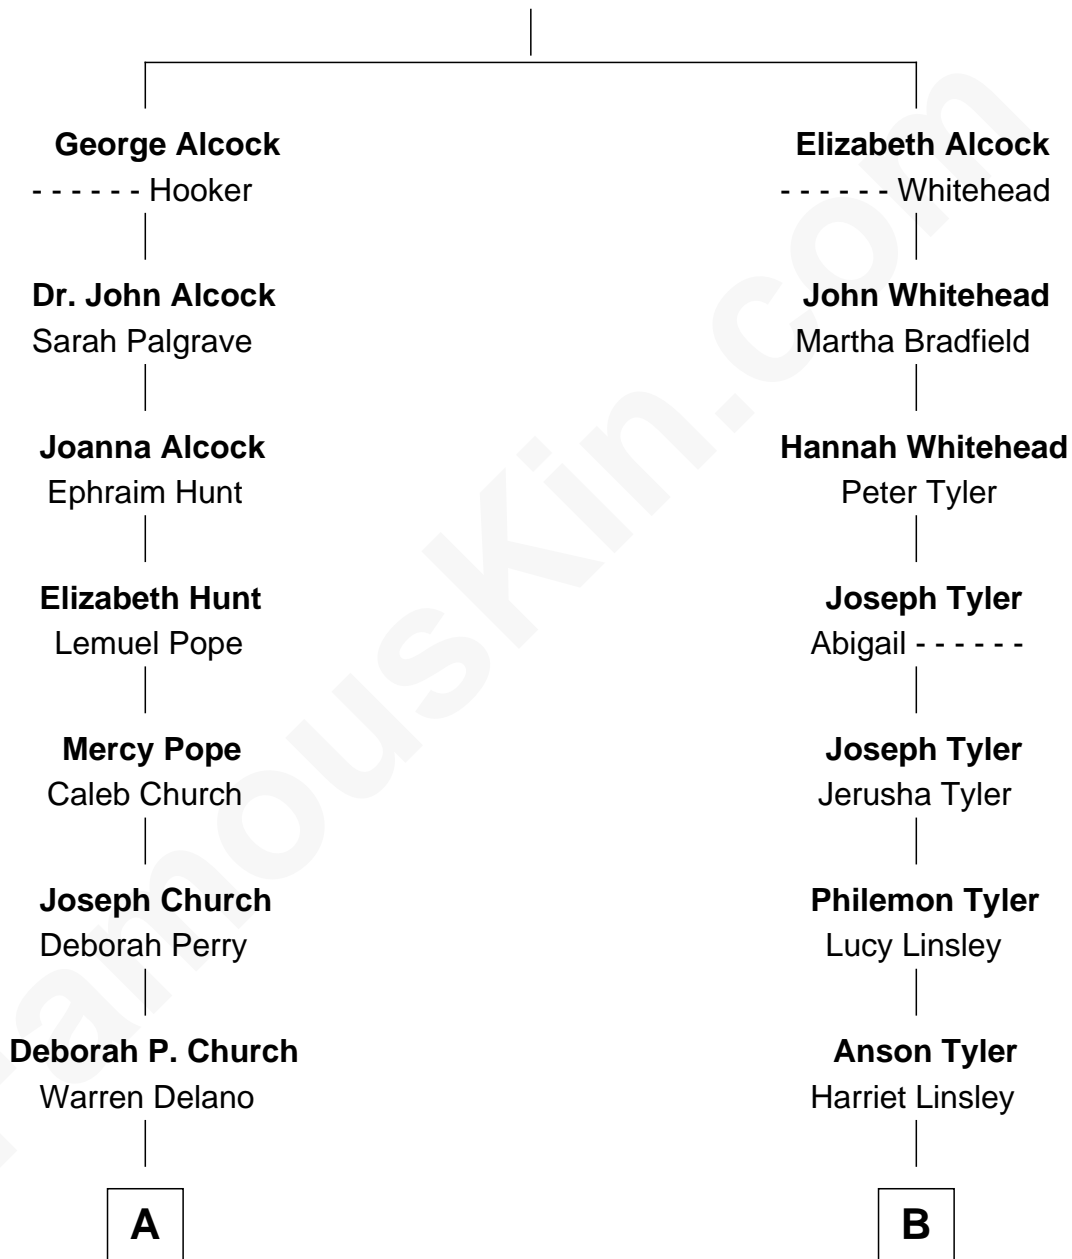 George Alcock
- - - - - - Hooker
Dr. John Alcock
Sarah Palgrave
Joanna Alcock
Ephraim Hunt
Elizabeth Hunt
Lemuel Pope
Mercy Pope
Caleb Church
Joseph Church
Deborah Perry
Deborah P. Church
Warren Delano
A
Elizabeth Alcock
- - - - - - Whitehead
John Whitehead
Martha Bradfield
Hannah Whitehead
Peter Tyler
Joseph Tyler
Abigail - - - - - -
Joseph Tyler
Jerusha Tyler
Philemon Tyler
Lucy Linsley
Anson Tyler
Harriet Linsley
B
FamousKin.com